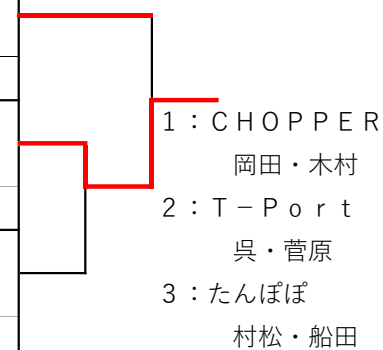 1：ＣＨＯＰＰＥＲ
岡田・木村
2：Ｔ－Ｐｏｒｔ
呉・菅原
3：たんぽぽ
村松・船田